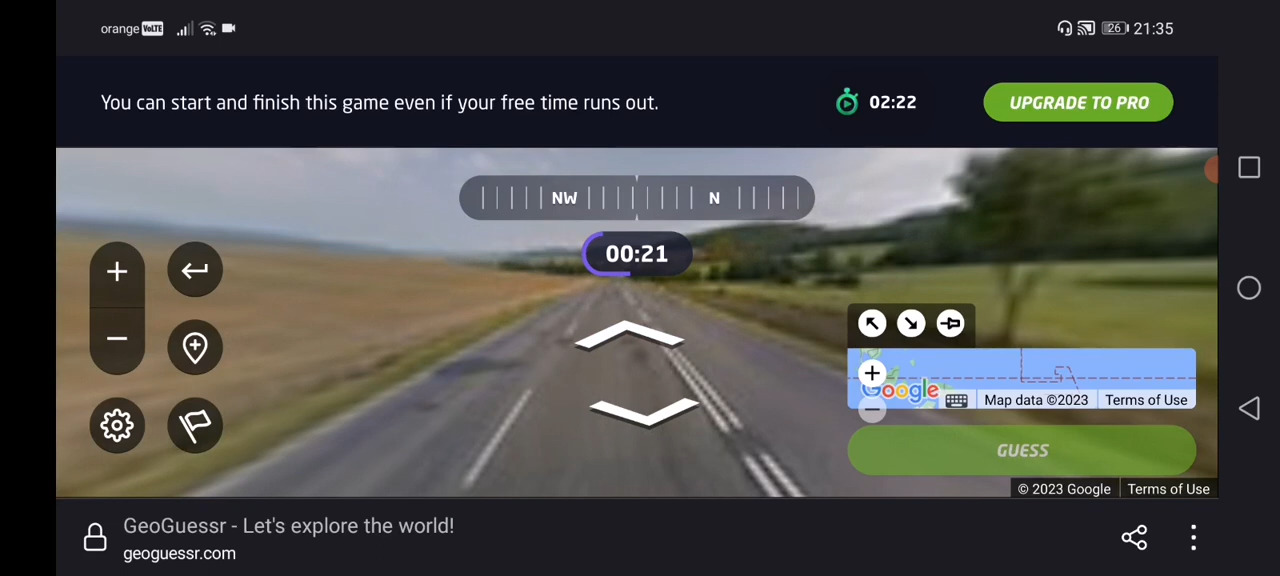 orange VoLTE 26 21:35
You can start and finish this game even if your free time runs out. 02:22 UPGRADE TO PRO
NW N
00:21
Google Map data ©2023 Terms of Use
GUESS
© 2023 Google Terms of Use
GeoGuessr - Let's explore the world!
geoguessr.com